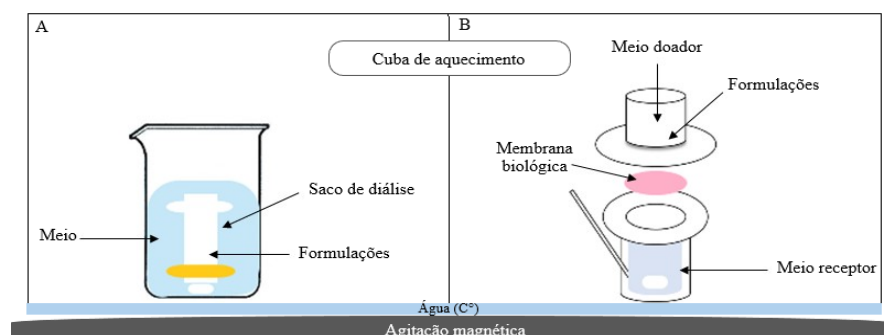 A
B
Cuba de aquecimento
Meio doador
Formulações
Membrana
biológica
Saco de diálise
Meio
Formulações
Meio receptor
Água (C°)
Agitação magnética